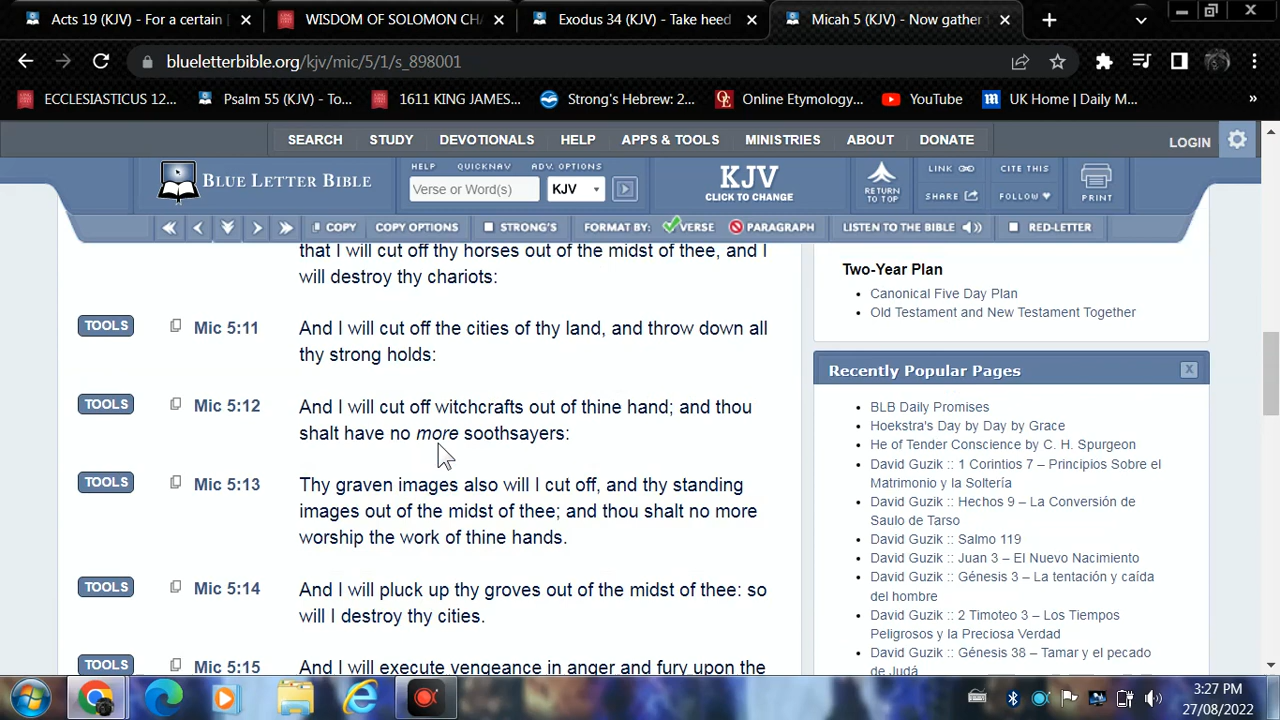 Acts 19 (KJV) - For a certain
WISDOM OF SOLOMON CH
Exodus 34 (KJV) - Take heed
Micah 5 (KJV) - Now gather
blueletterbible.org/kjv/mic/5/1/s_898001
ECCLESIASTICUS 12...
Psalm 55 (KJV) - To...
1611 KING JAMES...
Strong's Hebrew: 2...
Online Etymology...
YouTube
UK Home | Daily M...
SEARCH STUDY DEVOTIONALS HELP APPS & TOOLS MINISTRIES ABOUT DONATE
LOGIN
BLUE LETTER BIBLE
HELP QUICKNAV ADV. OPTIONS
Verse or Word(s)
KJV
KJV
CLICK TO CHANGE
RETURN
TO TOP
LINK
CITE THIS
SHARE
FOLLOW
PRINT
COPY COPY OPTIONS STRONG'S FORMAT BY: VERSE PARAGRAPH LISTEN TO THE BIBLE RED-LETTER
that I will cut off thy horses out of the midst of thee, and I
will destroy thy chariots:
TOOLS Mic 5:11 And I will cut off the cities of thy land, and throw down all
thy strong holds:
TOOLS Mic 5:12 And I will cut off witchcrafts out of thine hand; and thou
shalt have no more soothsayers:
TOOLS Mic 5:13 Thy graven images also will I cut off, and thy standing
images out of the midst of thee; and thou shalt no more
worship the work of thine hands.
TOOLS Mic 5:14 And I will pluck up thy groves out of the midst of thee: so
will I destroy thy cities.
TOOLS Mic 5:15 And I will execute vengeance in anger and fury upon the
Two-Year Plan
Canonical Five Day Plan
Old Testament and New Testament Together
Recently Popular Pages
X
BLB Daily Promises
Hoekstra's Day by Day by Grace
He of Tender Conscience by C. H. Spurgeon
David Guzik :: 1 Corintios 7 – Principios Sobre el
Matrimonio y la Soltería
David Guzik :: Hechos 9 – La Conversión de
Saulo de Tarso
David Guzik :: Salmo 119
David Guzik :: Juan 3 – El Nuevo Nacimiento
David Guzik :: Génesis 3 – La tentación y caída
del hombre
David Guzik :: 2 Timoteo 3 – Los Tiempos
Peligrosos y la Preciosa Verdad
David Guzik :: Génesis 38 – Tamar y el pecado
de Judá
3:27 PM
27/08/2022